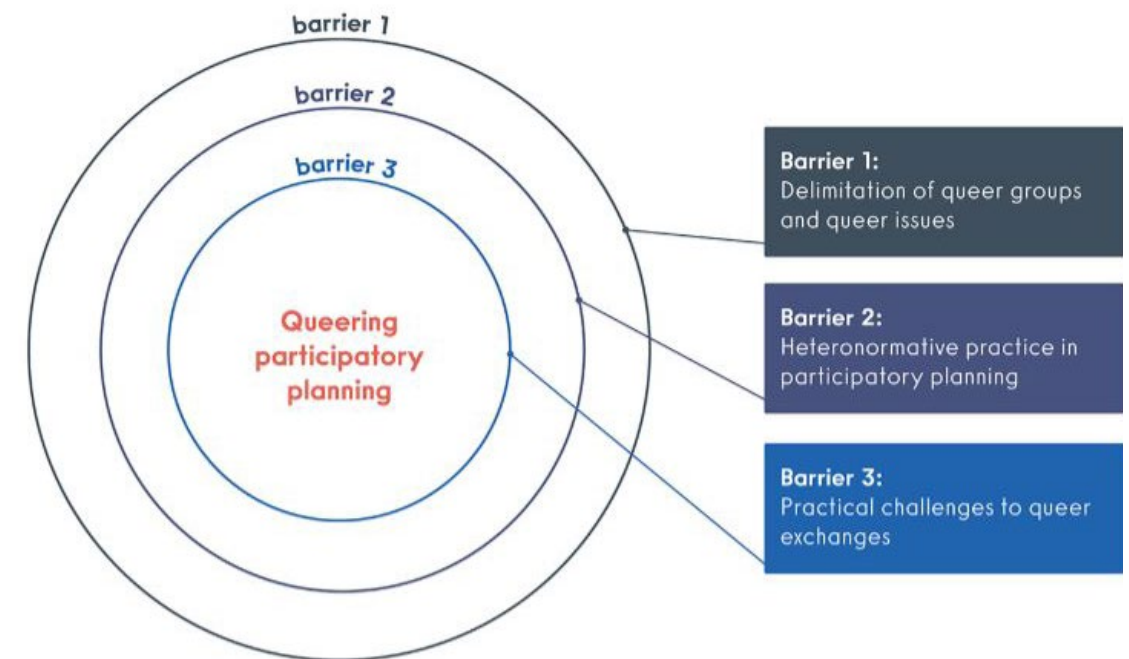 barrier 1
barrier 2
barrier 3
Queering
participatory
planning
Barrier 1:
Delimitation of queer groups
and queer issues
Barrier 2:
Heteronormative practice in
participatory planning
Barrier 3:
Practical challenges to queer
exchanges